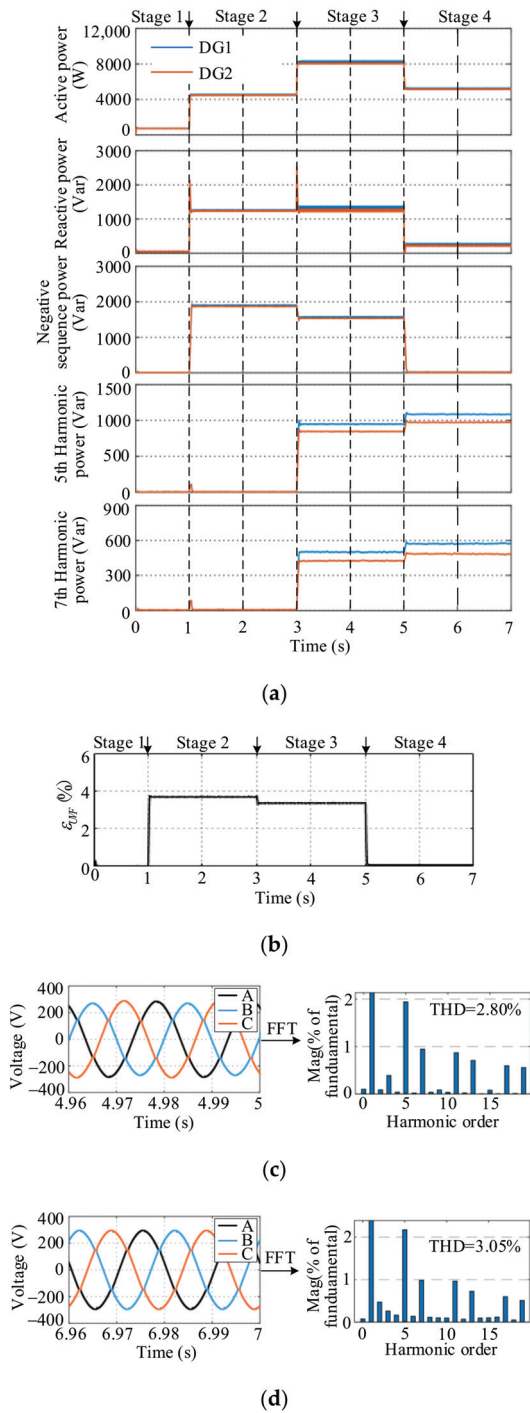 Stage 1 Stage 2 Stage 3 Stage 4
12,000
8000
4000
0
Active power
(W)
DG1
DG2
3000
2000
1000
0
Reactive power
(Var)
3000
2000
1000
0
Negative
sequence power
(Var)
1500
1000
500
0
5th Harmonic
power (Var)
900
600
300
0
7th Harmonic
power (Var)
0 1 2 3 4 5 6 7
Time (s)
(a)
Stage 1 Stage 2 Stage 3 Stage 4
6
4
2
0
εUVF (%)
0 1 2 3 4 5 6 7
Time (s)
(b)
400
200
0
−200
−400
Voltage (V)
A
B
C
4.96 4.97 4.98 4.99 5
Time (s)
FFT
Mag(% of
funduamental)
2
1
0
THD=2.80%
0 5 10 15
Harmonic order
(c)
400
200
0
−200
−400
Voltage (V)
A
B
C
6.96 6.97 6.98 6.99 7
Time (s)
FFT
Mag(% of
funduamental)
2
1
0
THD=3.05%
0 5 10 15
Harmonic order
(d)